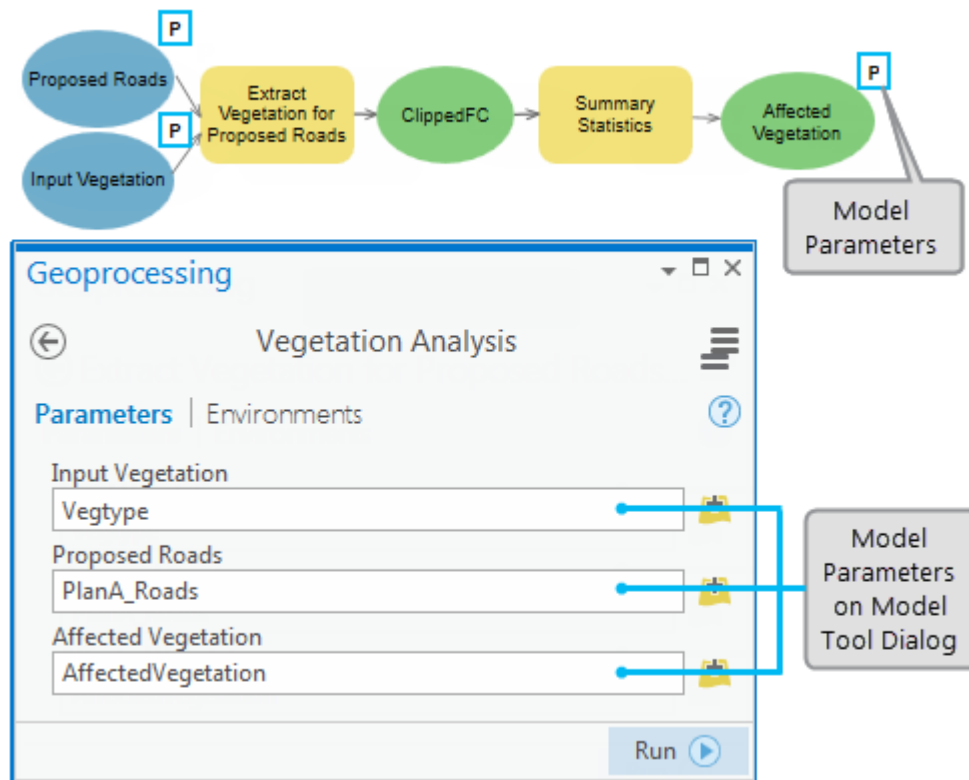 P
Proposed Roads
P
Input Vegetation
Extract
Vegetation for
Proposed Roads
ClippedFC
Summary
Statistics
Affected
Vegetation
P
Model
Parameters
Geoprocessing
Vegetation Analysis
Parameters | Environments
?
Input Vegetation
Vegtype
Proposed Roads
PlanA_Roads
Affected Vegetation
AffectedVegetation
Model
Parameters
on Model
Tool Dialog
Run